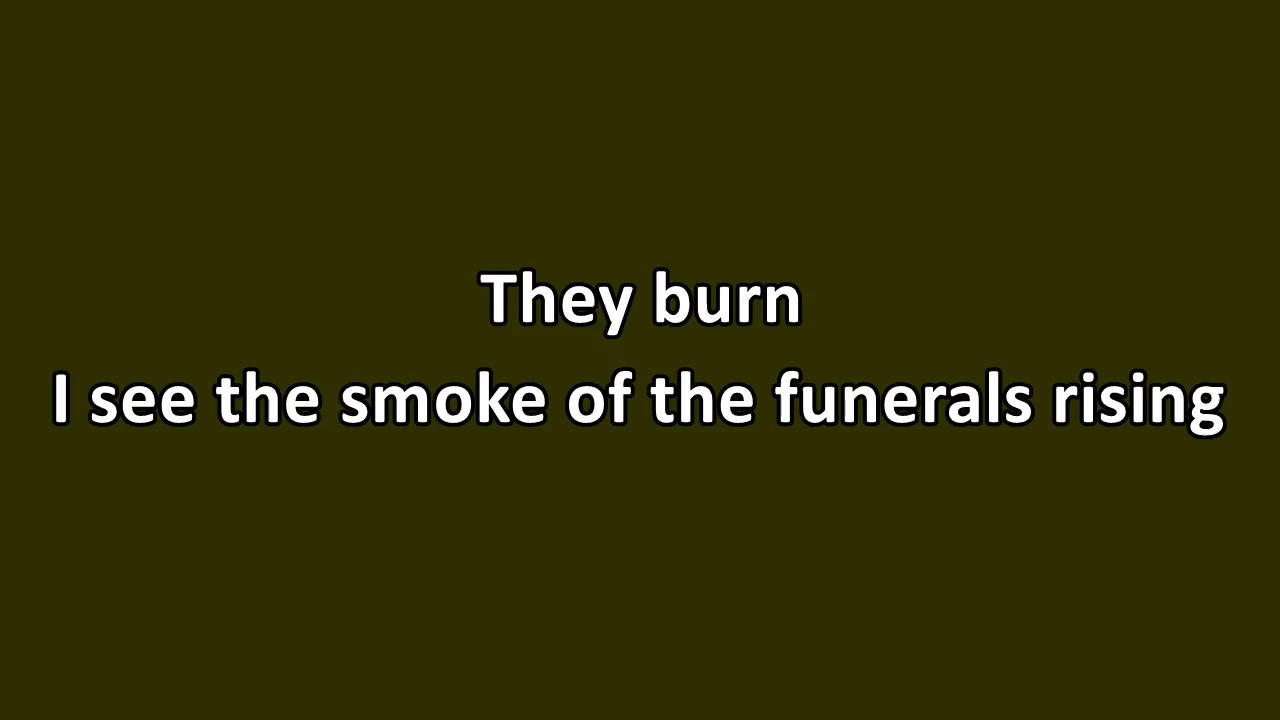 They burn
I see the smoke of the funerals rising